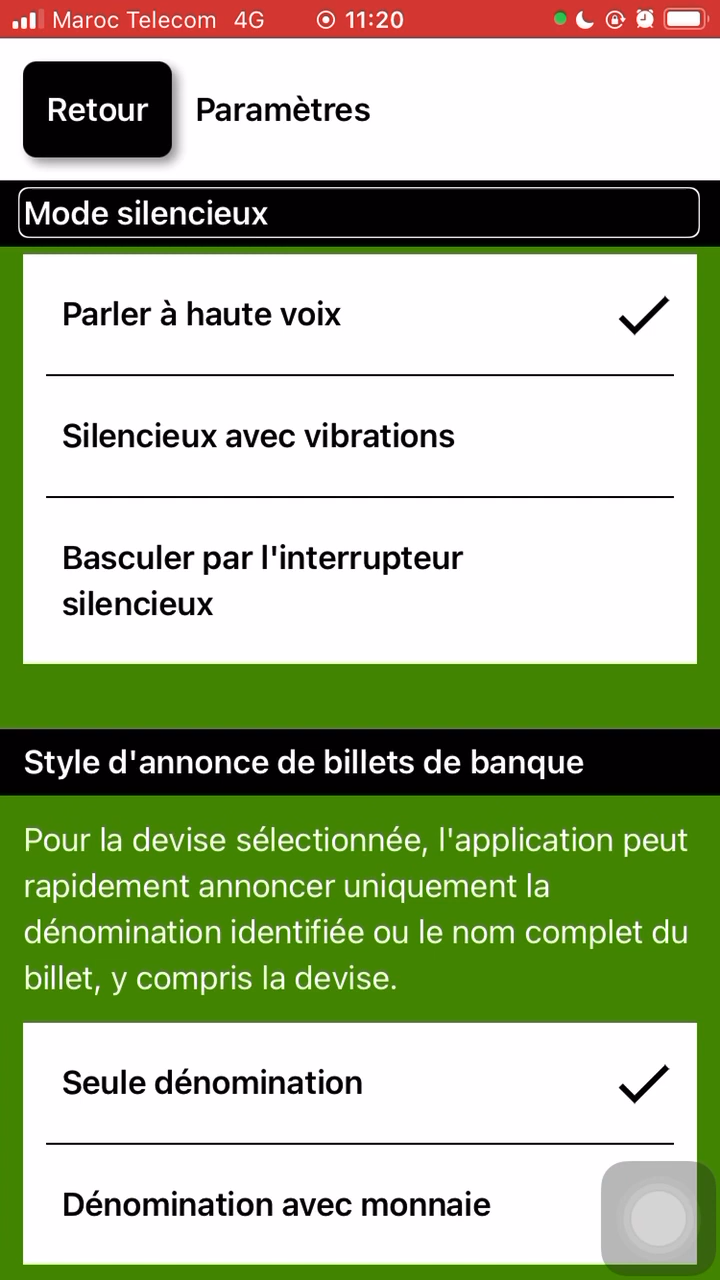 Maroc Telecom 4G 11:20
Retour Paramètres
Mode silencieux
Parler à haute voix
Silencieux avec vibrations
Basculer par l'interrupteur
silencieux
Style d'annonce de billets de banque
Pour la devise sélectionnée, l'application peut
rapidement annoncer uniquement la
dénomination identifiée ou le nom complet du
billet, y compris la devise.
Seule dénomination
Dénomination avec monnaie